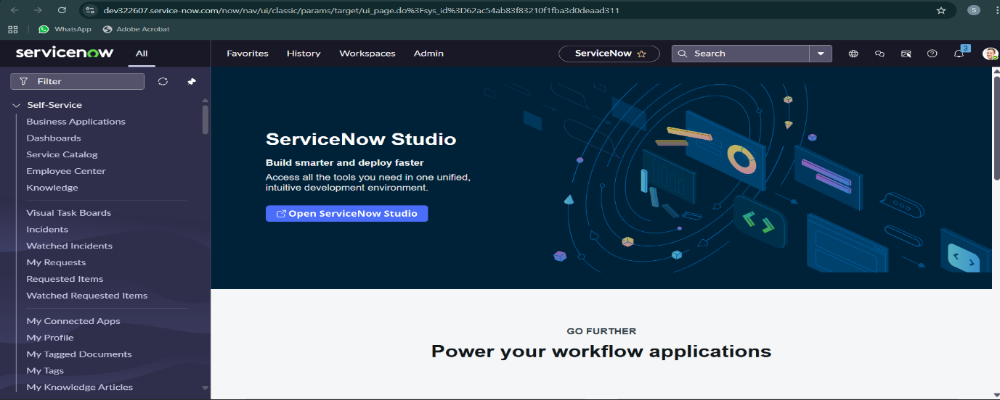 dev322607.service-now.com/now/nav/ui/classic/params/target/ui_page.do%3Fsys_id%3D62ac54ab83f83210f1fba3d0deaad311
S
WhatsApp
Adobe Acrobat
servicenow
All
Favorites
History
Workspaces
Admin
ServiceNow
Search
3
Filter
Self-Service
Business Applications
Dashboards
Service Catalog
Employee Center
Knowledge
Visual Task Boards
Incidents
Watched Incidents
My Requests
Requested Items
Watched Requested Items
My Connected Apps
My Profile
My Tagged Documents
My Tags
My Knowledge Articles
ServiceNow Studio
Build smarter and deploy faster
Access all the tools you need in one unified,
intuitive development environment.
Open ServiceNow Studio
GO FURTHER
Power your workflow applications